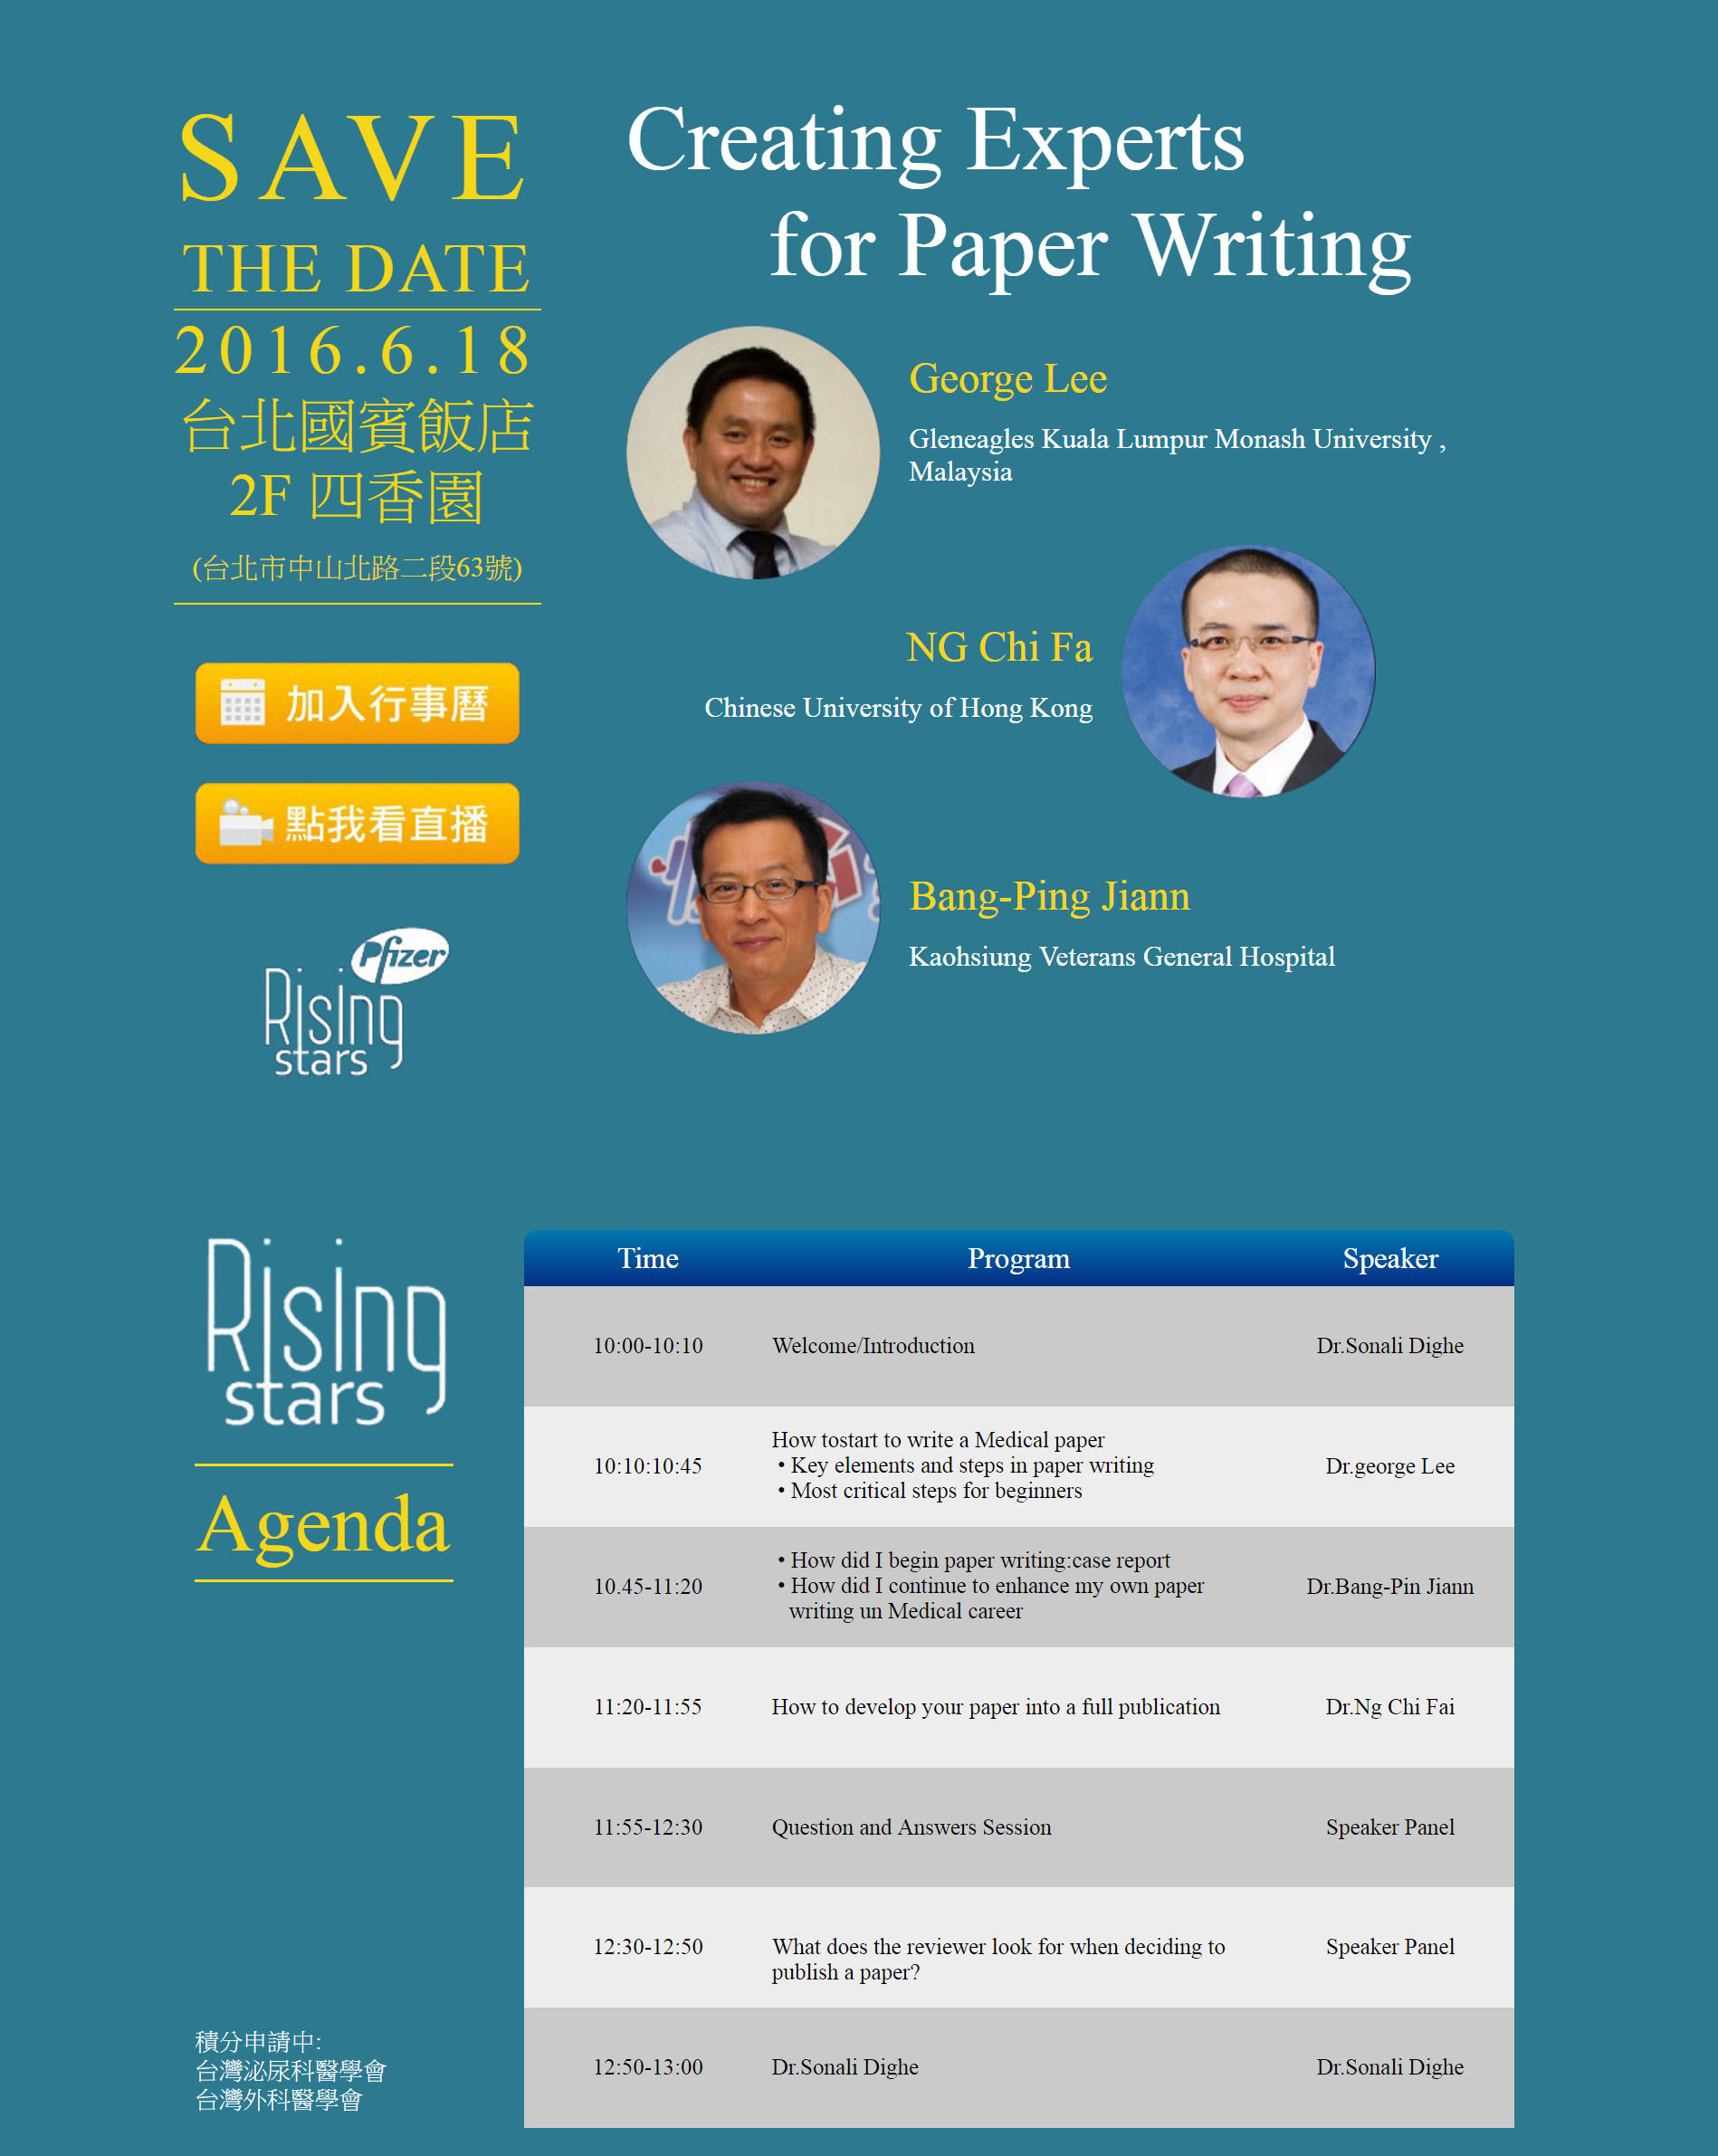 SAVE
THE DATE
2016.6.18
台北國賓飯店
2F 四香園
(台北市中山北路二段63號)
加入行事曆
點我看直播
Pfizer
Rising
stars
Creating Experts
for Paper Writing
George Lee
Gleneagles Kuala Lumpur Monash University ,
Malaysia
NG Chi Fa
Chinese University of Hong Kong
Bang-Ping Jiann
Kaohsiung Veterans General Hospital
Rising
stars
Agenda
積分申請中:
台灣泌尿科醫學會
台灣外科醫學會
Time Program Speaker
10:00-10:10 Welcome/Introduction Dr.Sonali Dighe
How tostart to write a Medical paper
10:10:10:45 • Key elements and steps in paper writing Dr.george Lee
• Most critical steps for beginners
• How did I begin paper writing:case report
10.45-11:20 • How did I continue to enhance my own paper Dr.Bang-Pin Jiann
writing un Medical career
11:20-11:55 How to develop your paper into a full publication Dr.Ng Chi Fai
11:55-12:30 Question and Answers Session Speaker Panel
12:30-12:50 What does the reviewer look for when deciding to Speaker Panel
publish a paper?
12:50-13:00 Dr.Sonali Dighe Dr.Sonali Dighe